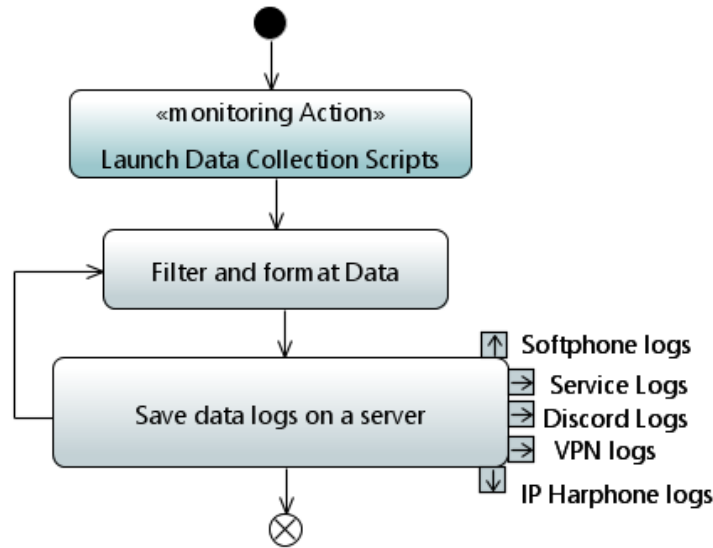 «monitoring Action»
Launch Data Collection Scripts
Filter and format Data
Save data logs on a server
Softphone logs
Service Logs
Discord Logs
VPN logs
IP Harphone logs